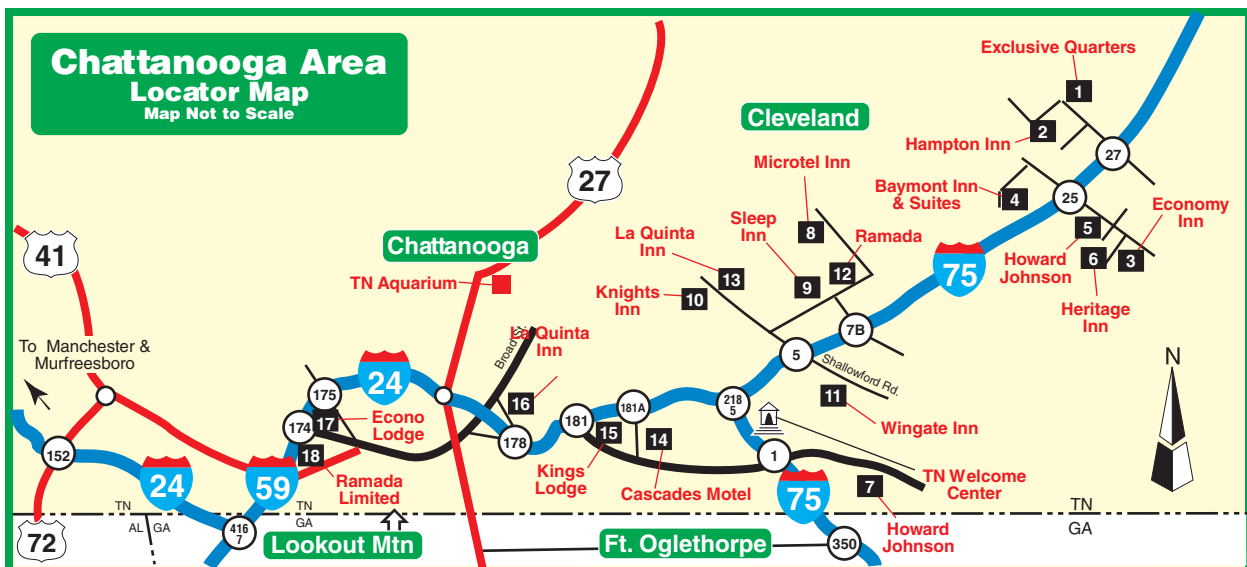 Chattanooga Area
Locator Map
Map Not to Scale
Exclusive Quarters
1
Cleveland
2
Hampton Inn
27
Microtel Inn
27
Baymont Inn
& Suites
4
25
Economy
Inn
Sleep
Inn
8
Ramada
5
La Quinta
Inn
41
Chattanooga
12
75
Howard
Johnson
6
3
TN Aquarium
13
9
Knights
Inn
10
Heritage
Inn
La Quinta
Inn
Broad St.
7B
To Manchester &
Murfreesboro
5
Shallowford Rd.
N
24
175
16
181A
218
5
11
174
17
Econo
Lodge
181
15
14
Wingate Inn
152
18
178
1
24
59
Ramada
Limited
Kings
Lodge
Cascades Motel
75
7
TN Welcome
Center
TN
TN
TN
AL
GA
GA
GA
416
7
72
Lookout Mtn
Ft. Oglethorpe
350
Howard
Johnson